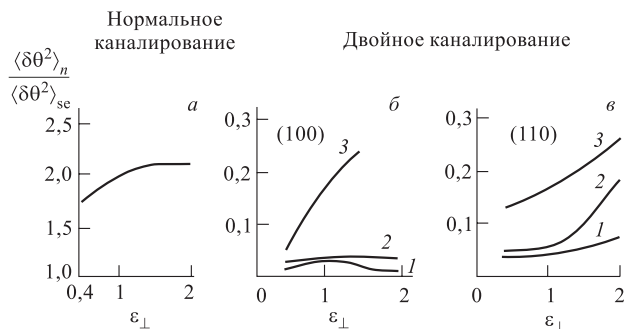 Нормальное
каналирование
Двойное каналирование
⟨δθ²⟩ₙ
⟨δθ²⟩se
а
2,5
2,0
1,5
1,0
0,4
1
2
ε⊥
б
0,3
(100)
3
0,2
0,1
2
1
0
1
2
ε⊥
в
0,3
(110)
3
0,2
2
0,1
1
0
1
2
ε⊥